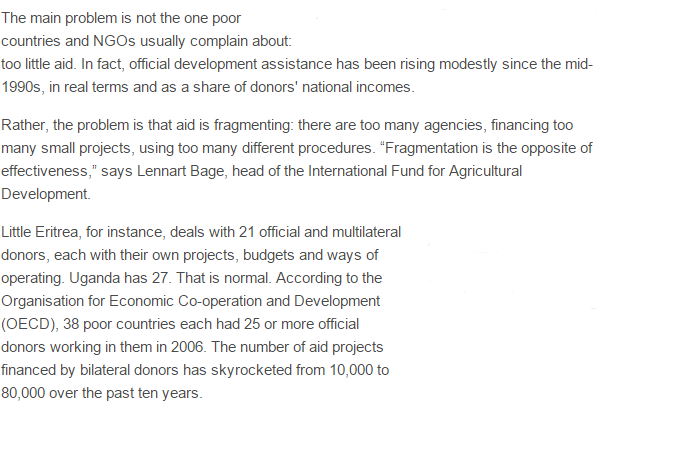 The main problem is not the one poor
countries and NGOs usually complain about:
too little aid. In fact, official development assistance has been rising modestly since the mid-
1990s, in real terms and as a share of donors' national incomes.
Rather, the problem is that aid is fragmenting: there are too many agencies, financing too
many small projects, using too many different procedures. “Fragmentation is the opposite of
effectiveness,” says Lennart Bage, head of the International Fund for Agricultural
Development.
Little Eritrea, for instance, deals with 21 official and multilateral
donors, each with their own projects, budgets and ways of
operating. Uganda has 27. That is normal. According to the
Organisation for Economic Co-operation and Development
(OECD), 38 poor countries each had 25 or more official
donors working in them in 2006. The number of aid projects
financed by bilateral donors has skyrocketed from 10,000 to
80,000 over the past ten years.